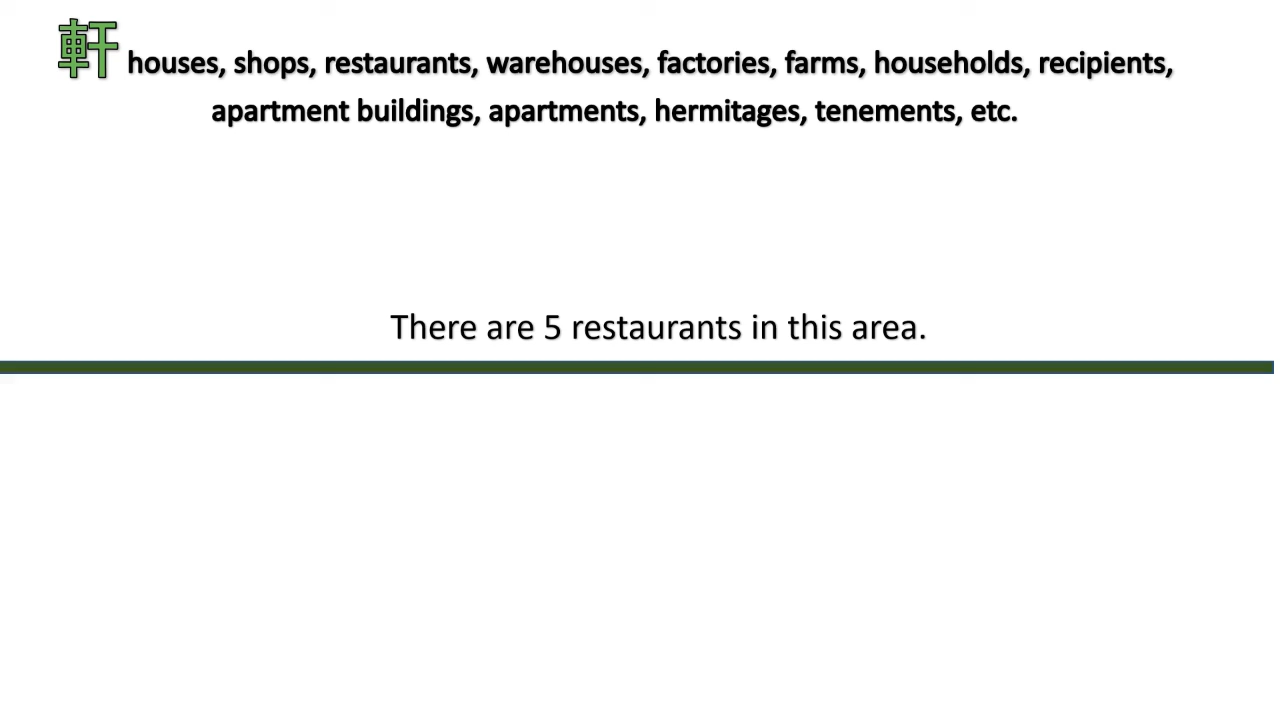 軒 houses, shops, restaurants, warehouses, factories, farms, households, recipients,
apartment buildings, apartments, hermitages, tenements, etc.
There are 5 restaurants in this area.